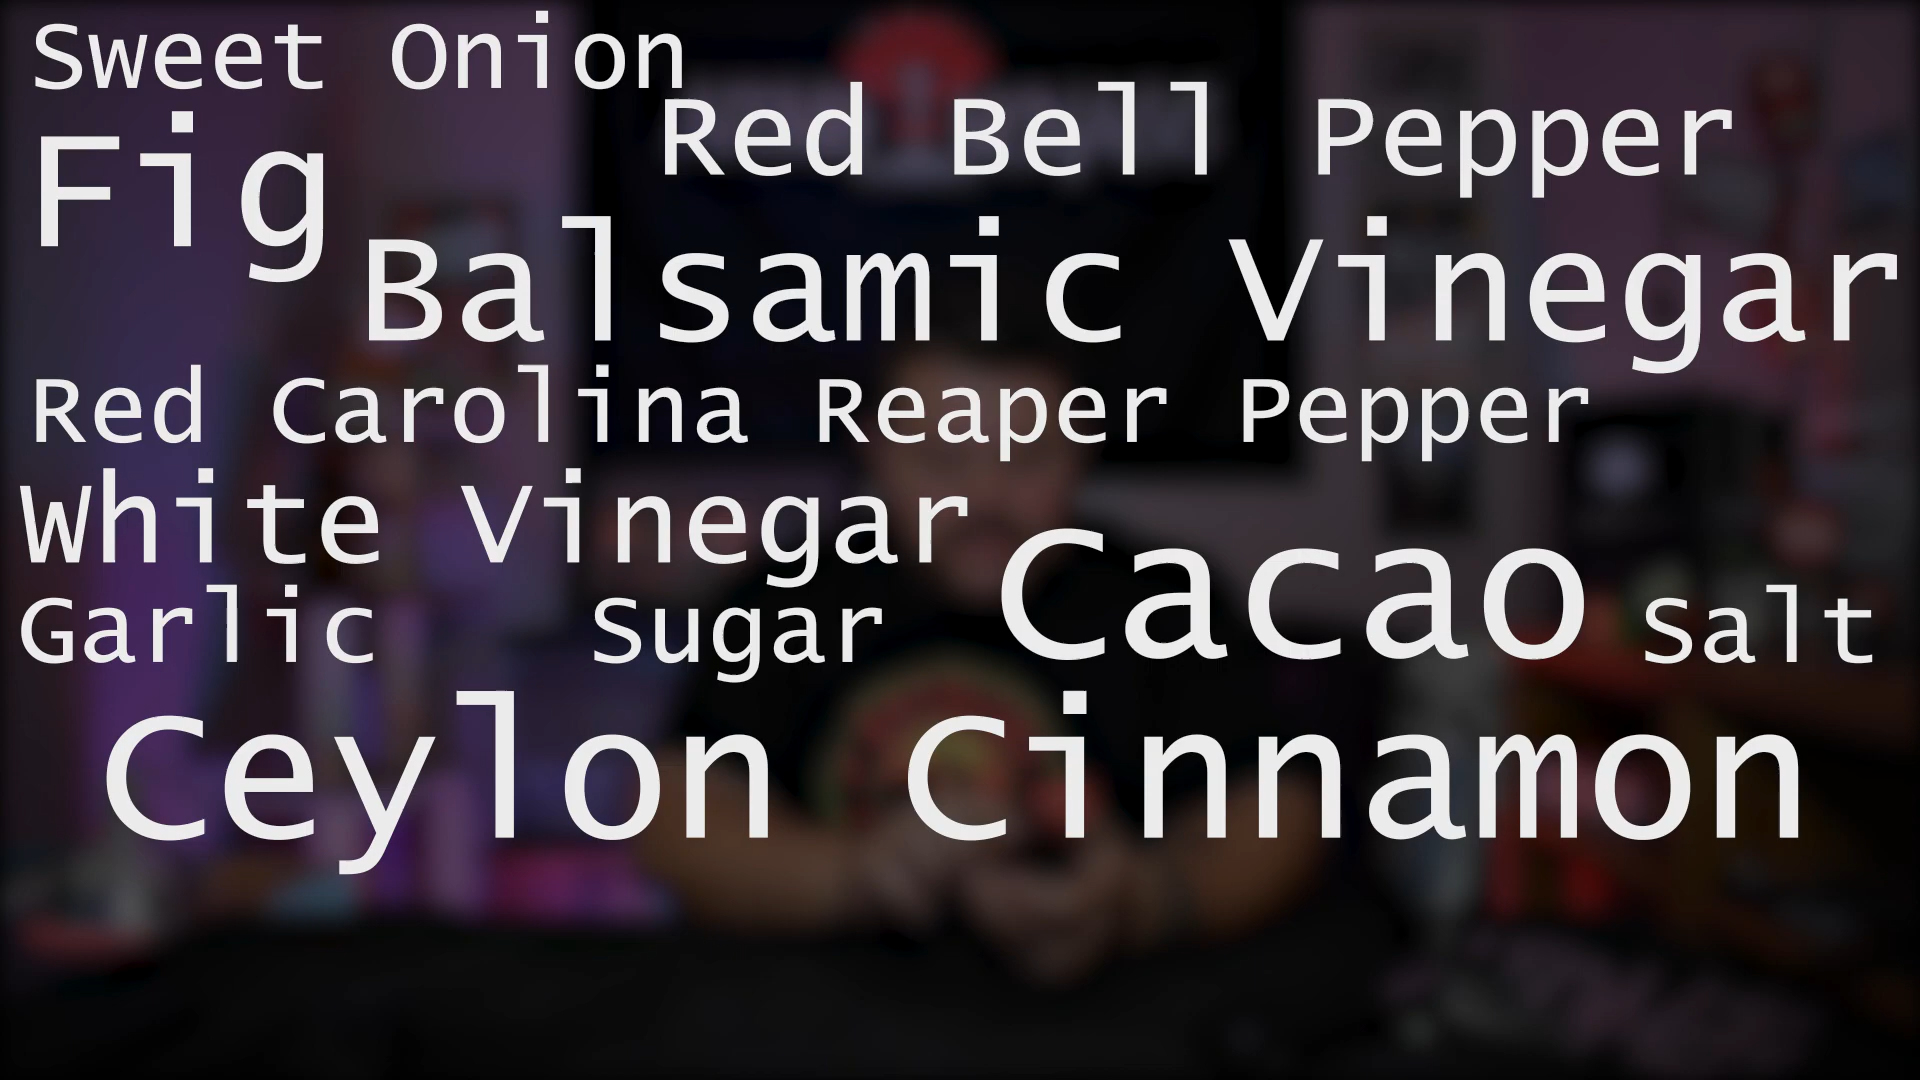 Sweet Onion
Red Bell Pepper
Fig
Balsamic Vinegar
Red Carolina Reaper Pepper
White Vinegar
Cacao
Garlic
Sugar
Salt
Ceylon Cinnamon